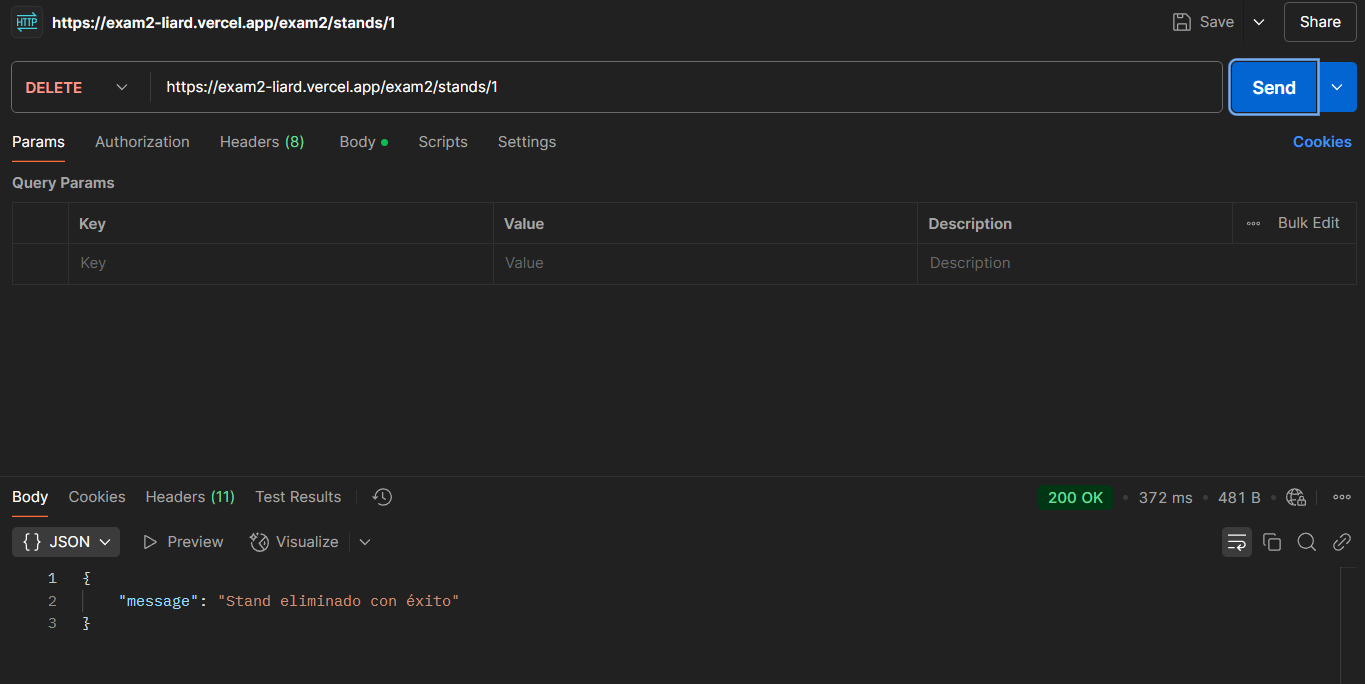 HTTP https://exam2-liard.vercel.app/exam2/stands/1 Save Share
DELETE https://exam2-liard.vercel.app/exam2/stands/1 Send
Params Authorization Headers (8) Body Scripts Settings Cookies
Query Params
Key Value Description Bulk Edit
Key Value Description
Body Cookies Headers (11) Test Results 200 OK 372 ms 481 B
{} JSON Preview Visualize
1 {
2 "message": "Stand eliminado con éxito"
3 }